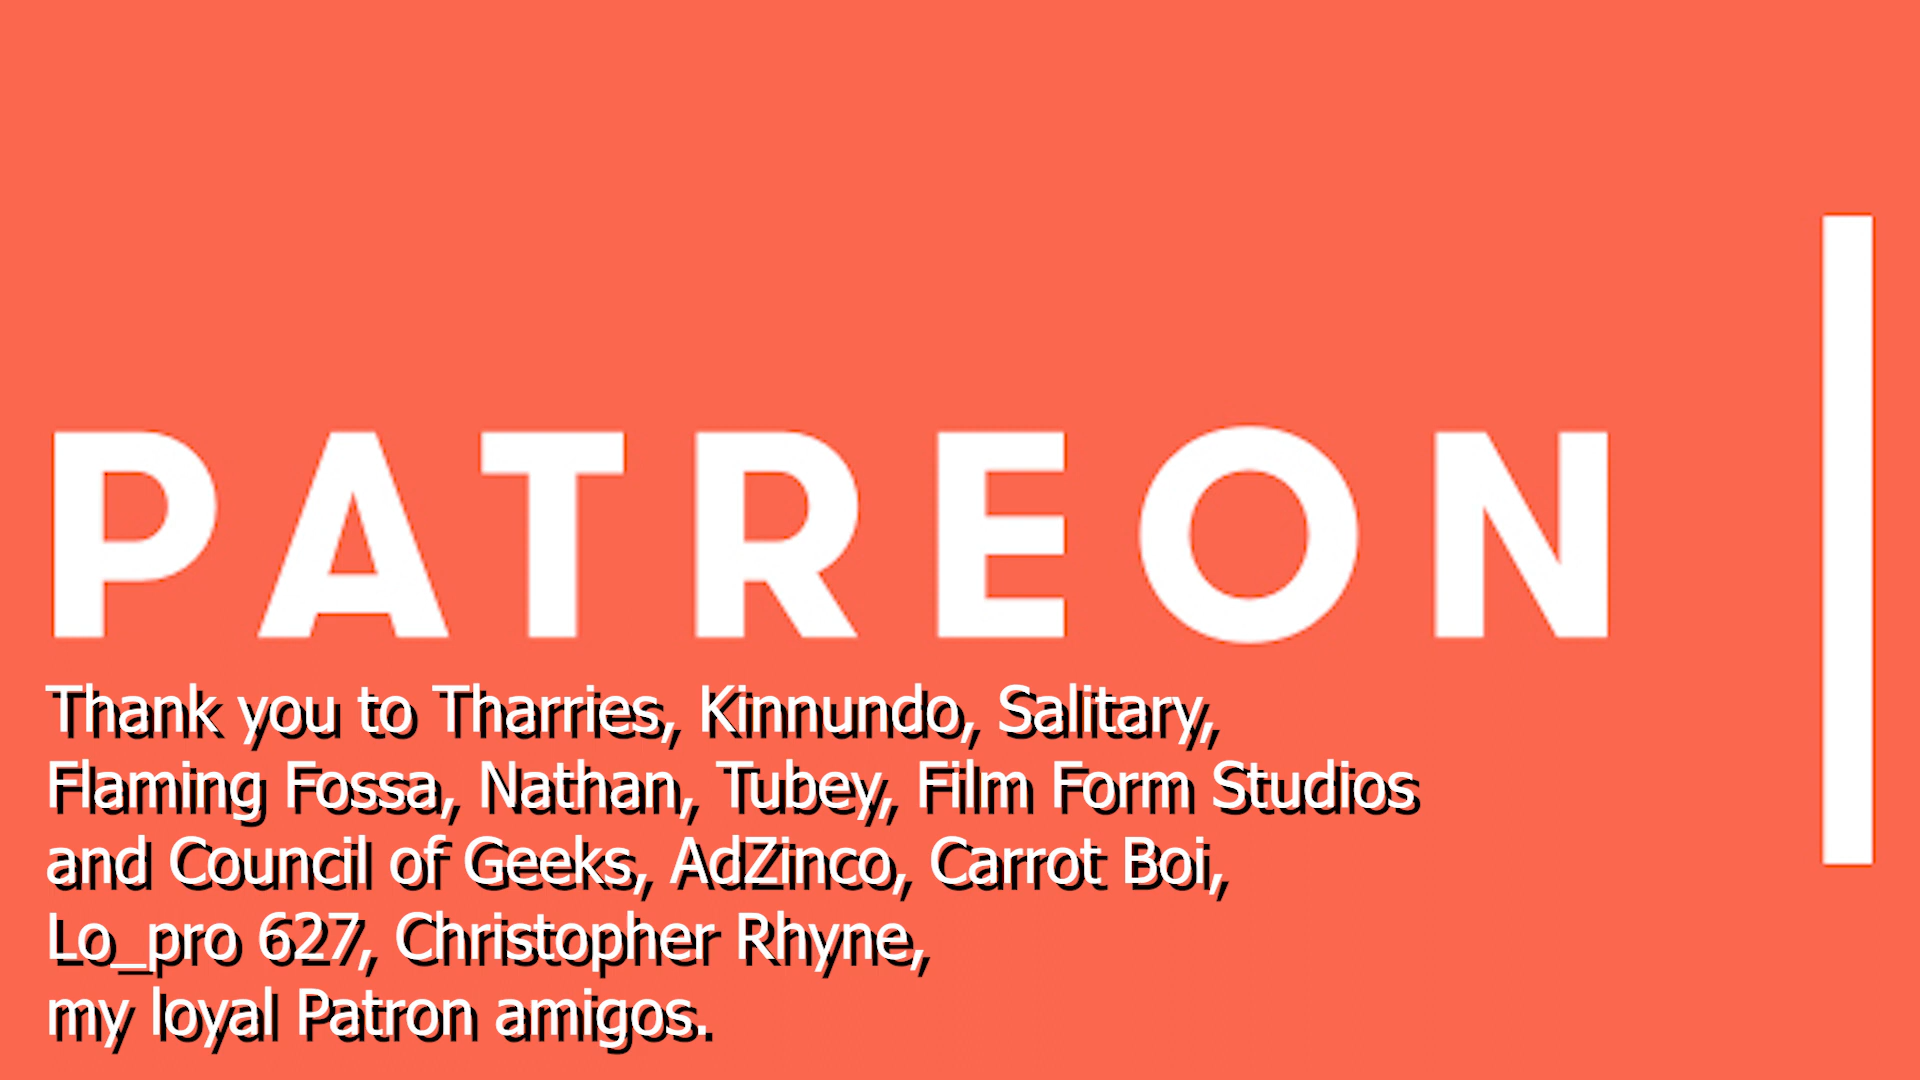 PATREON
Thank you to Tharries, Kinnundo, Salitary,
Flaming Fossa, Nathan, Tubey, Film Form Studios
and Council of Geeks, AdZinco, Carrot Boi,
Lo_pro 627, Christopher Rhyne,
my loyal Patron amigos.